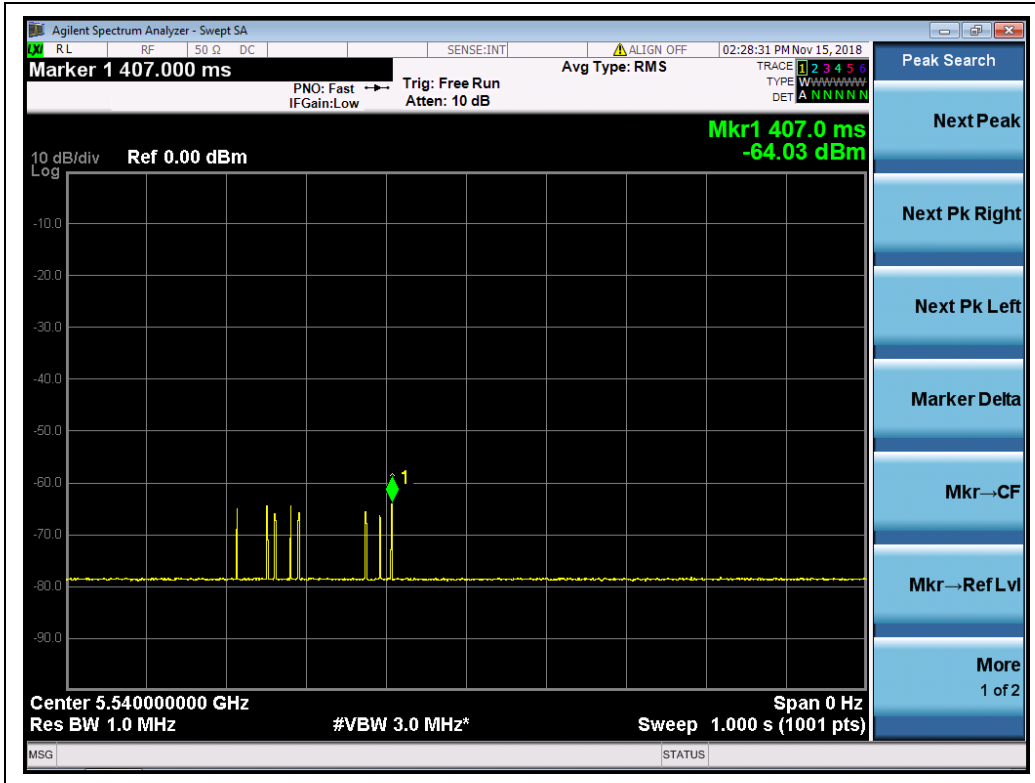 Agilent Spectrum Analyzer - Swept SA
LXI RL RF 50 Ω DC SENSE:INT ALIGN OFF 02:28:31 PM Nov 15, 2018
Marker 1 407.000 ms
PNO: Fast
IFGain:Low
Trig: Free Run
Atten: 10 dB
Avg Type: RMS
TRACE 1 2 3 4 5 6
TYPE WWWWWW
DET A N N N N N
Mkr1 407.0 ms
-64.03 dBm
10 dB/div Ref 0.00 dBm
Log
-10.0
-20.0
-30.0
-40.0
-50.0
-60.0
-70.0
-80.0
-90.0
1
Center 5.540000000 GHz Span 0 Hz
Res BW 1.0 MHz #VBW 3.0 MHz* Sweep 1.000 s (1001 pts)
MSG STATUS
Peak Search
Next Peak
Next Pk Right
Next Pk Left
Marker Delta
Mkr→CF
Mkr→Ref Lvl
More
1 of 2